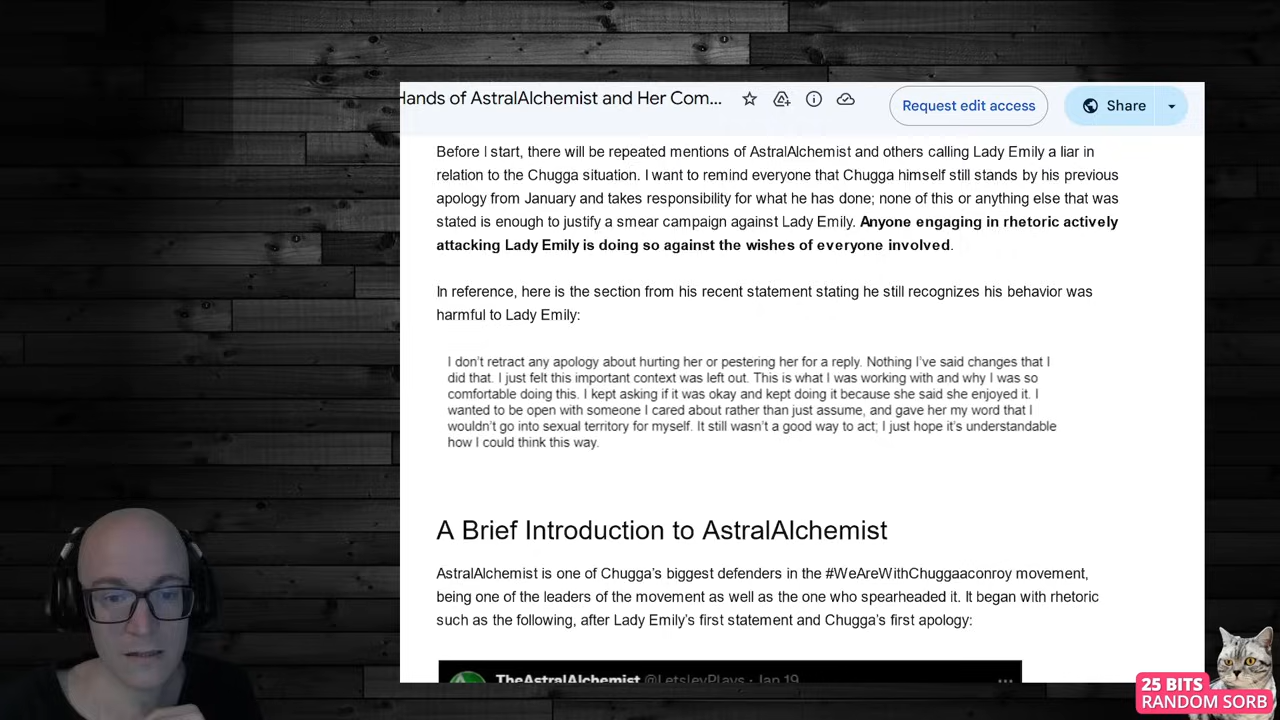 Hands of AstralAlchemist and Her Com...
Request edit access
Share
Before I start, there will be repeated mentions of AstralAlchemist and others calling Lady Emily a liar in
relation to the Chugga situation. I want to remind everyone that Chugga himself still stands by his previous
apology from January and takes responsibility for what he has done; none of this or anything else that was
stated is enough to justify a smear campaign against Lady Emily. Anyone engaging in rhetoric actively
attacking Lady Emily is doing so against the wishes of everyone involved.
In reference, here is the section from his recent statement stating he still recognizes his behavior was
harmful to Lady Emily:
I don't retract any apology about hurting her or pestering her for a reply. Nothing I've said changes that I
did that. I just felt this important context was left out. This is what I was working with and why I was so
comfortable doing this. I kept asking if it was okay and kept doing it because she said she enjoyed it. I
wanted to be open with someone I cared about rather than just assume, and gave her my word that I
wouldn't go into sexual territory for myself. It still wasn't a good way to act; I just hope it's understandable
how I could think this way.
A Brief Introduction to AstralAlchemist
AstralAlchemist is one of Chugga's biggest defenders in the #WeAreWithChuggaaconroy movement,
being one of the leaders of the movement as well as the one who spearheaded it. It began with rhetoric
such as the following, after Lady Emily's first statement and Chugga's first apology:
TheAstralAlchemist @LetsleyPlays · Jan 19
25 BITS
RANDOM SORB